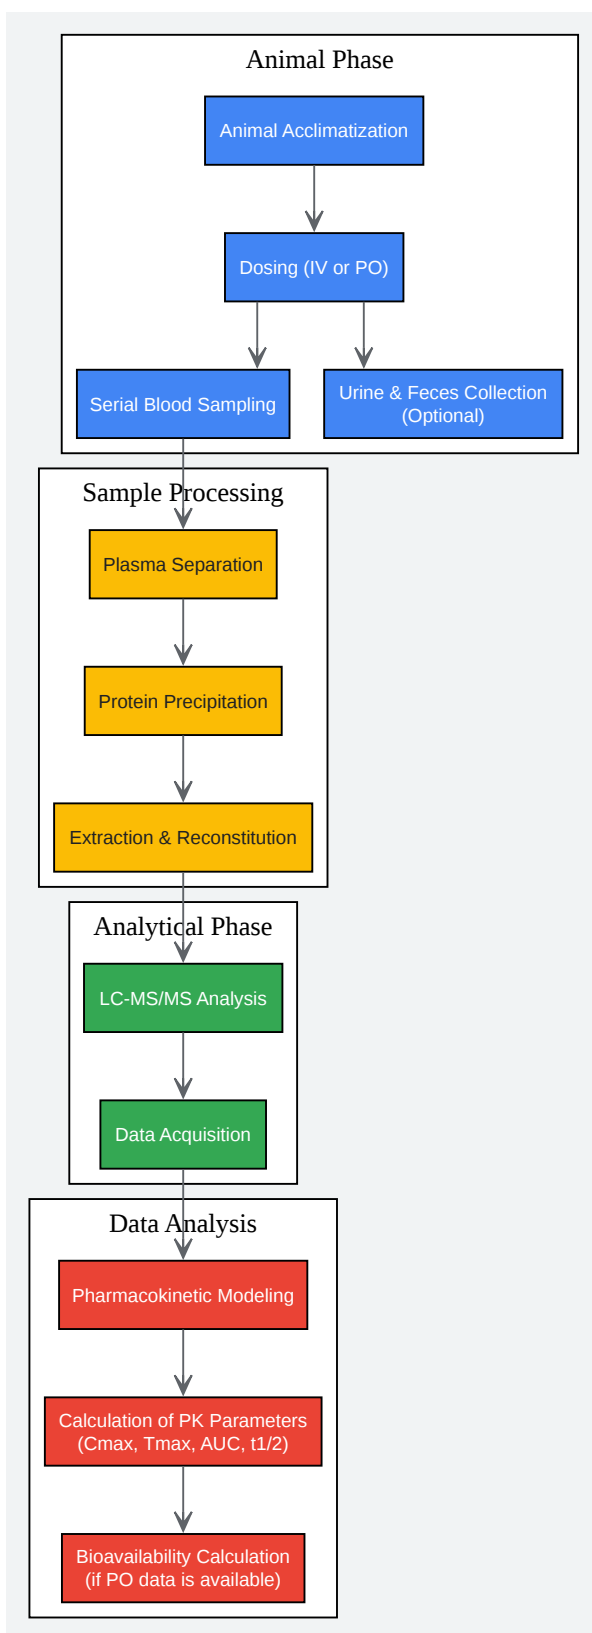 Animal Phase
Animal Acclimatization
Dosing (IV or PO)
Serial Blood Sampling
Urine & Feces Collection
(Optional)
Sample Processing
Plasma Separation
Protein Precipitation
Extraction & Reconstitution
Analytical Phase
LC-MS/MS Analysis
Data Acquisition
Data Analysis
Pharmacokinetic Modeling
Calculation of PK Parameters
(Cmax, Tmax, AUC, t1/2)
Bioavailability Calculation
(if PO data is available)